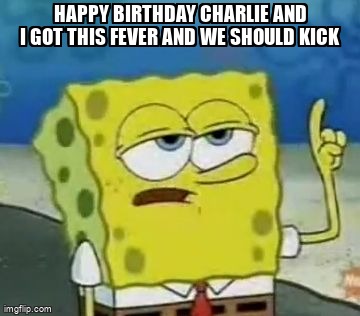 HAPPY BIRTHDAY CHARLIE AND
I GOT THIS FEVER AND WE SHOULD KICK
imgflip.com